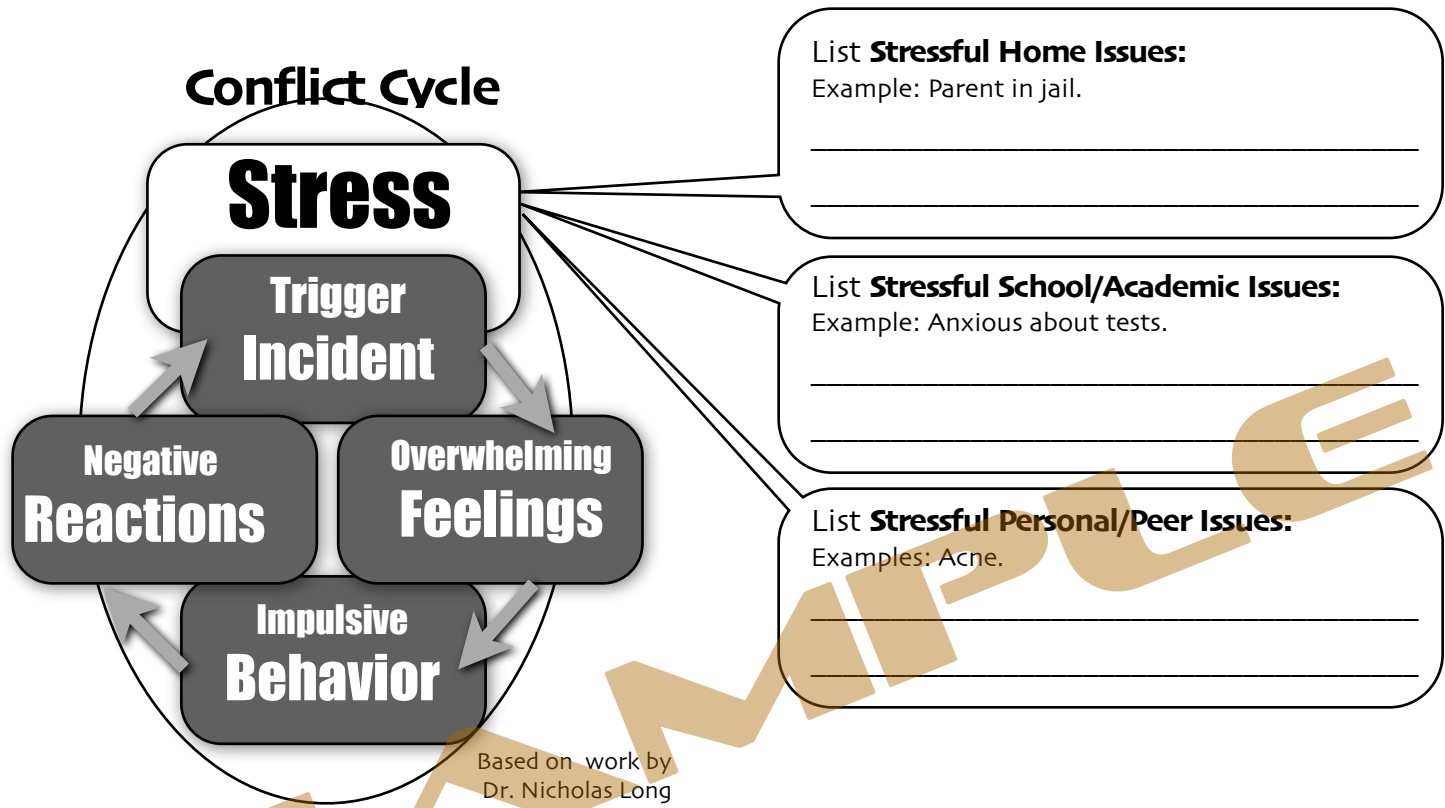 Conflict Cycle
Stress
Trigger
Incident
Overwhelming
Feelings
Impulsive
Behavior
Negative
Reactions
Based on work by
Dr. Nicholas Long
List Stressful Home Issues:
Example: Parent in jail.
List Stressful School/Academic Issues:
Example: Anxious about tests.
List Stressful Personal/Peer Issues:
Examples: Acne.